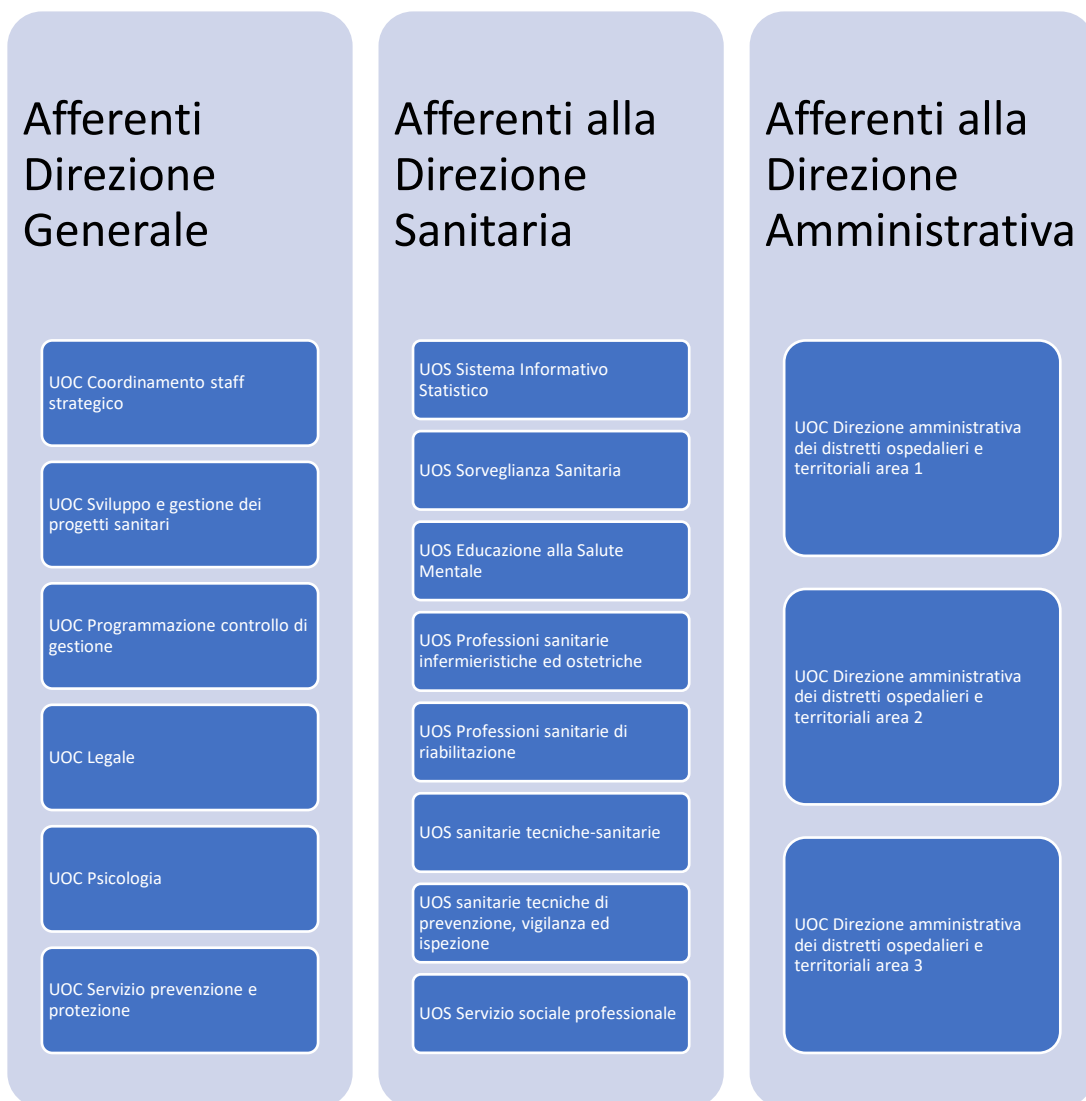 Afferenti
Direzione
Generale
UOC Coordinamento staff
strategico
UOC Sviluppo e gestione dei
progetti sanitari
UOC Programmazione controllo di
gestione
UOC Legale
UOC Psicologia
UOC Servizio prevenzione e
protezione
Afferenti alla
Direzione
Sanitaria
UOS Sistema Informativo
Statistico
UOS Sorveglianza Sanitaria
UOS Educazione alla Salute
Mentale
UOS Professioni sanitarie
infermieristiche ed ostetriche
UOS Professioni sanitarie di
riabilitazione
UOS sanitarie tecniche-sanitarie
UOS sanitarie tecniche di
prevenzione, vigilanza ed
ispezione
UOS Servizio sociale professionale
Afferenti alla
Direzione
Amministrativa
UOC Direzione amministrativa
dei distretti ospedalieri e
territoriali area 1
UOC Direzione amministrativa
dei distretti ospedalieri e
territoriali area 2
UOC Direzione amministrativa
dei distretti ospedalieri e
territoriali area 3